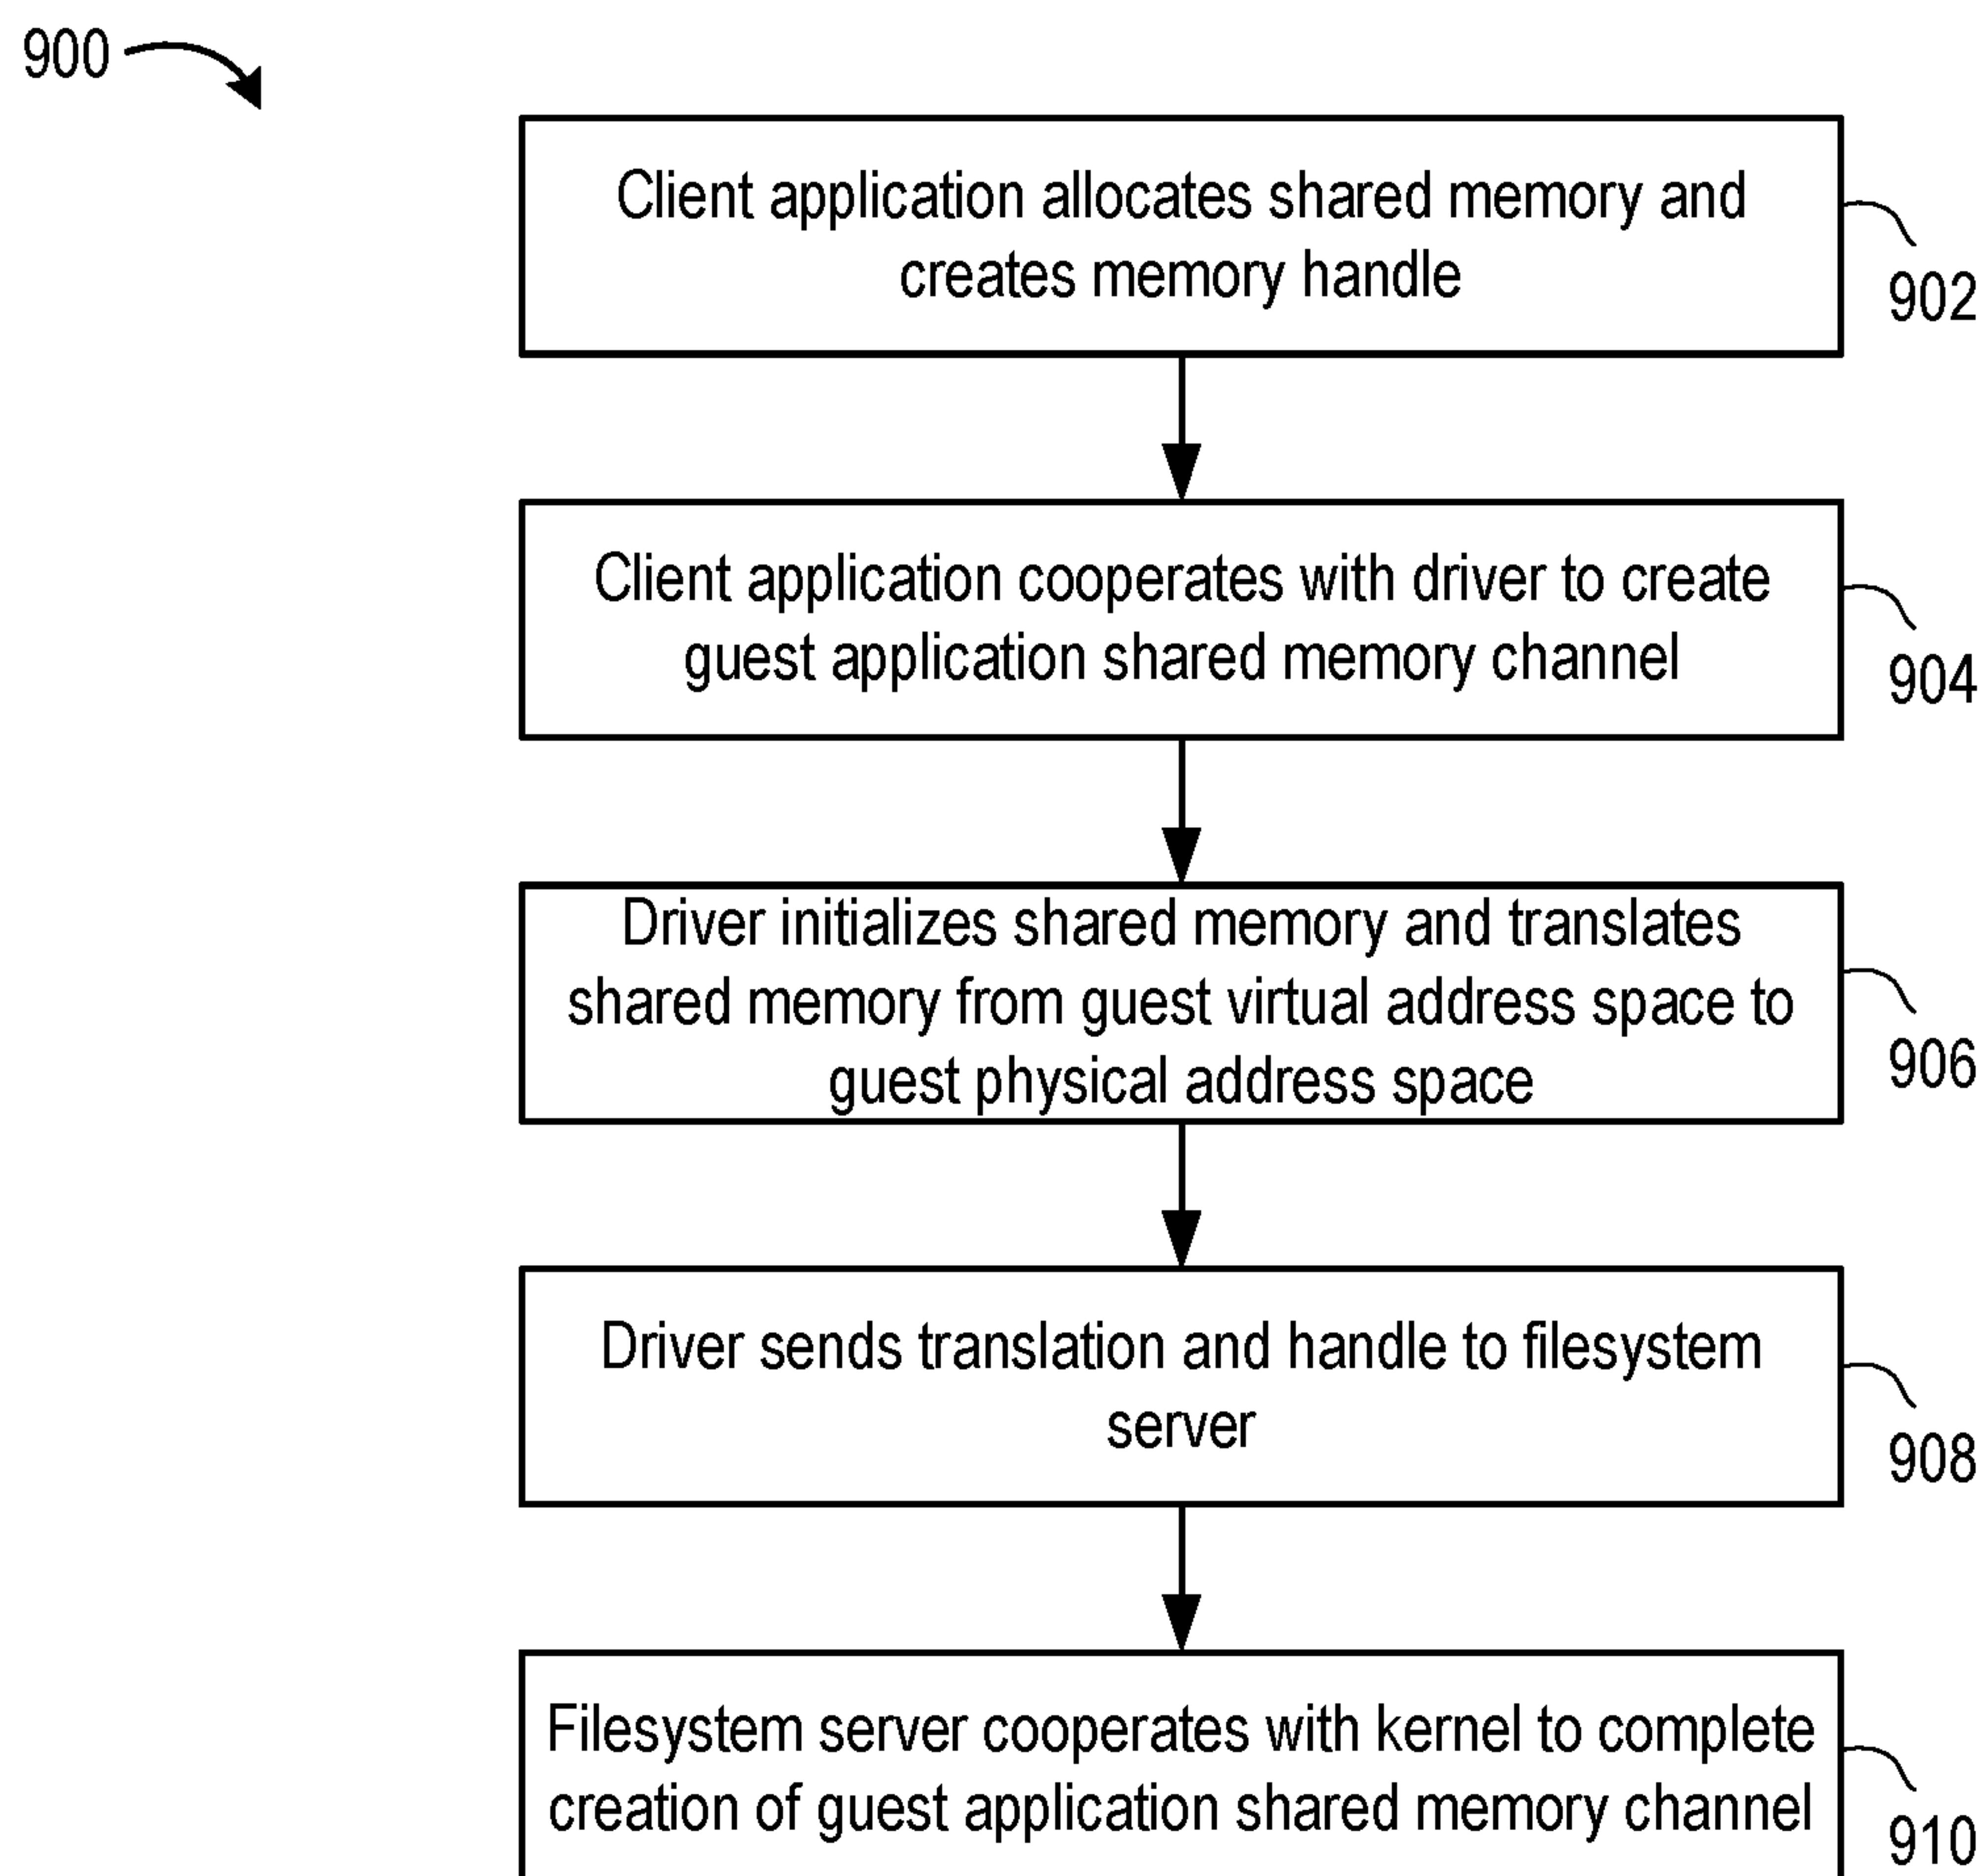 900
Client application allocates shared memory and
creates memory handle
902
Client application cooperates with driver to create
guest application shared memory channel
904
Driver initializes shared memory and translates
shared memory from guest virtual address space to
guest physical address space
906
Driver sends translation and handle to filesystem
server
908
Filesystem server cooperates with kernel to complete
creation of guest application shared memory channel
910